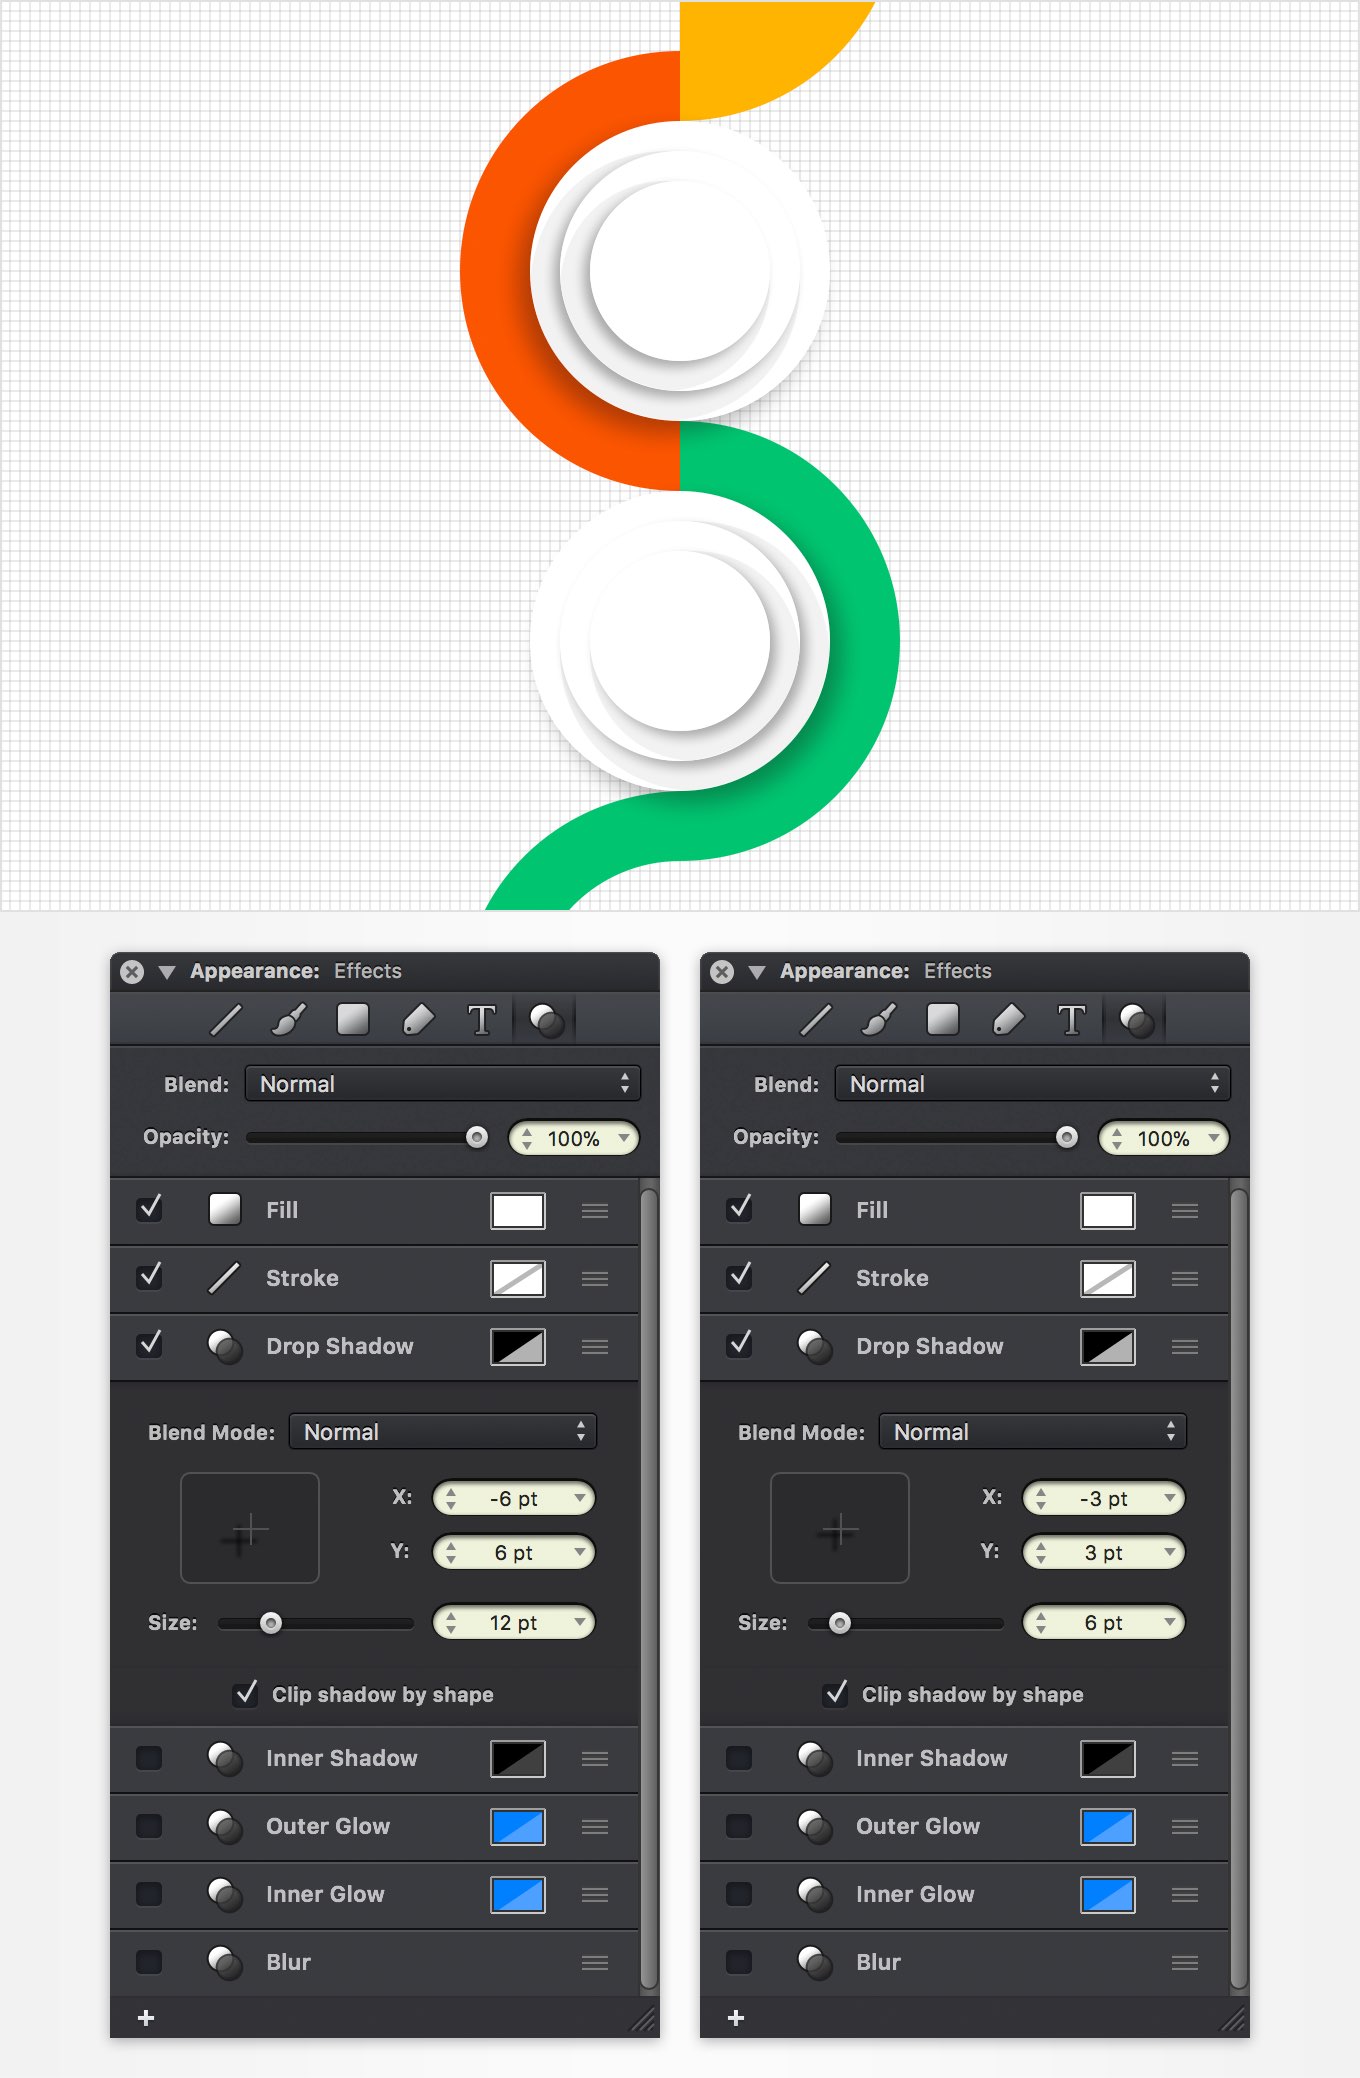 Appearance: Effects
T
Blend: Normal
Opacity: 100%
Fill
Stroke
Drop Shadow
Blend Mode: Normal
X: -6 pt
Y: 6 pt
Size: 12 pt
Clip shadow by shape
Inner Shadow
Outer Glow
Inner Glow
Blur
Appearance: Effects
T
Blend: Normal
Opacity: 100%
Fill
Stroke
Drop Shadow
Blend Mode: Normal
X: -3 pt
Y: 3 pt
Size: 6 pt
Clip shadow by shape
Inner Shadow
Outer Glow
Inner Glow
Blur